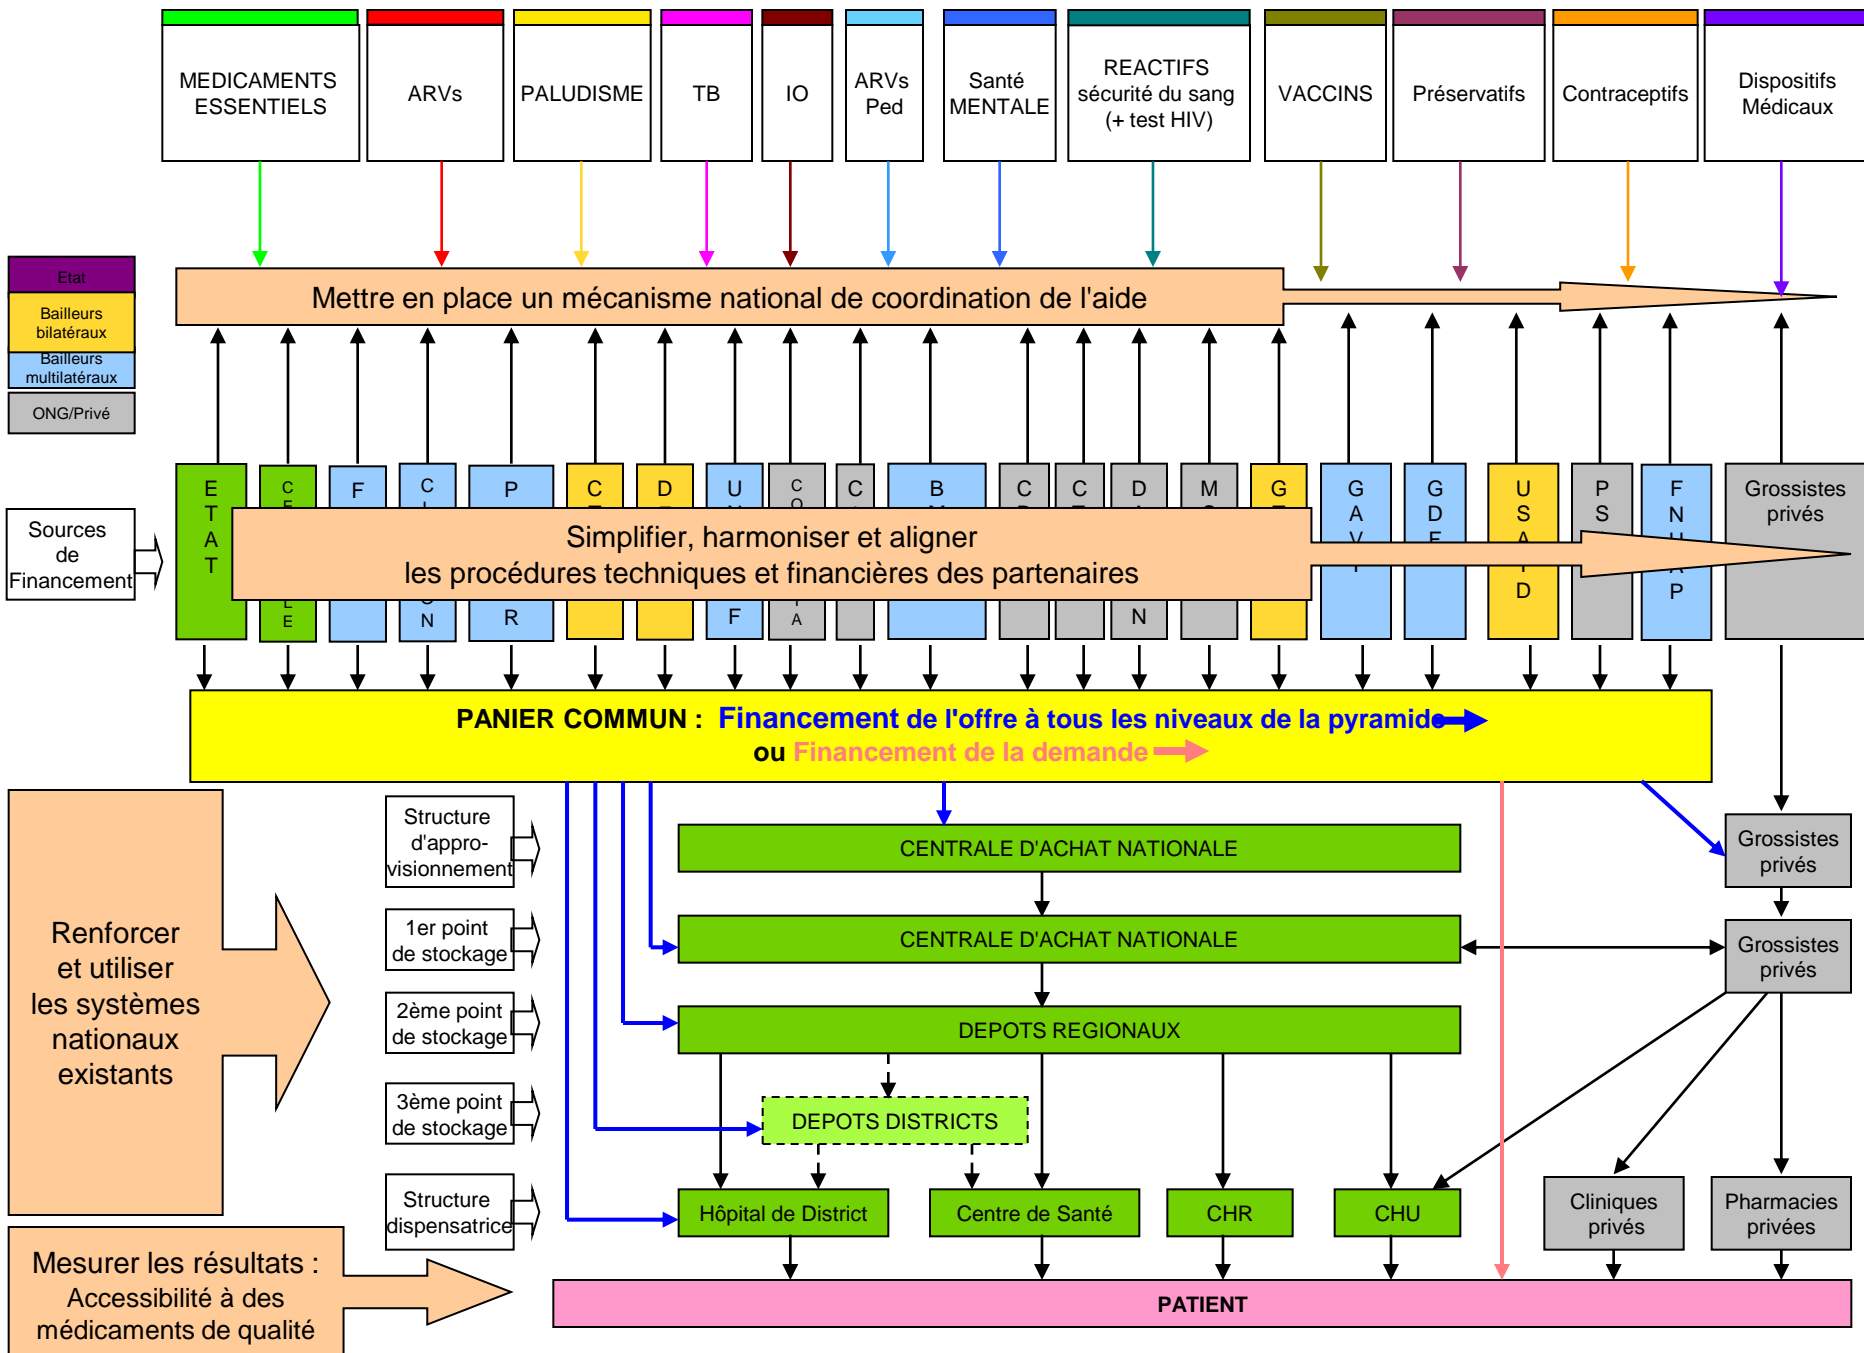 MEDICAMENTS
ESSENTIELS
ARVs
PALUDISME
TB
IO
ARVs
Ped
Santé
MENTALE
REACTIFS
sécurité du sang
(+ test HIV)
VACCINS
Préservatifs
Contraceptifs
Dispositifs
Médicaux
Etat
Bailleurs
bilatéraux
Bailleurs
multilatéraux
ONG/Privé
Mettre en place un mécanisme national de coordination de l'aide
Sources
de
Financement
E
T
A
T
Grossistes
privés
Simplifier, harmoniser et aligner
les procédures techniques et financières des partenaires
PANIER COMMUN : Financement de l'offre à tous les niveaux de la pyramide
ou Financement de la demande
Renforcer
et utiliser
les systèmes
nationaux
existants
Structure
d'appro-
visionnement
CENTRALE D'ACHAT NATIONALE
Grossistes
privés
1er point
de stockage
CENTRALE D'ACHAT NATIONALE
Grossistes
privés
2ème point
de stockage
DEPOTS REGIONAUX
3ème point
de stockage
DEPOTS DISTRICTS
Structure
dispensatrice
Hôpital de District
Centre de Santé
CHR
CHU
Cliniques
privés
Pharmacies
privées
Mesurer les résultats :
Accessibilité à des
médicaments de qualité
PATIENT